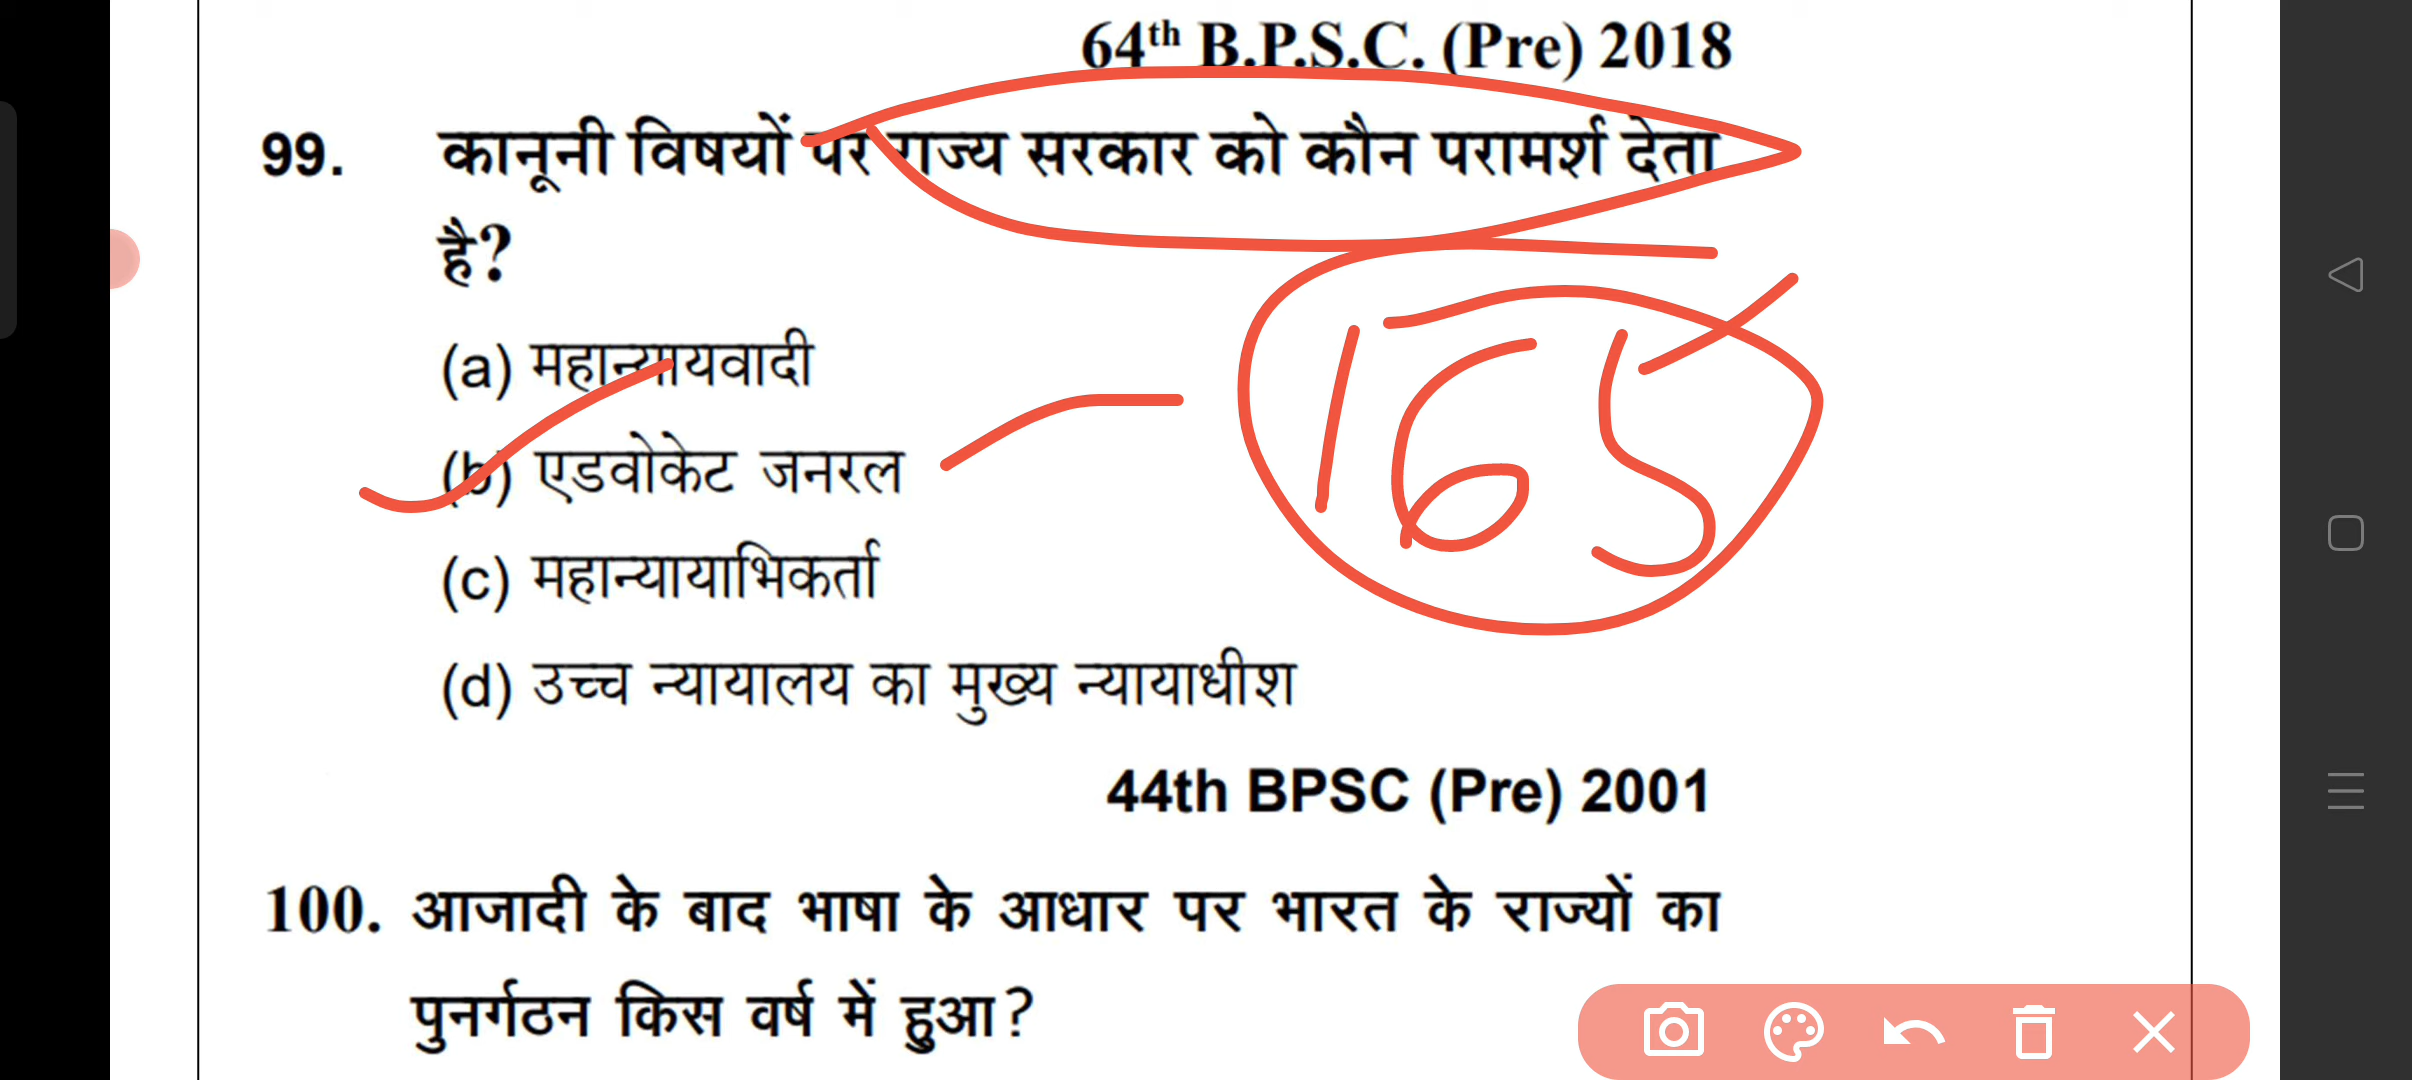 64th B.P.S.C. (Pre) 2018
99. कानूनी विषयों पर राज्य सरकार को कौन परामर्श देता
है?
(a) महान्यायवादी
(b) एडवोकेट जनरल
165
(c) महान्यायाभिकर्ता
(d) उच्च न्यायालय का मुख्य न्यायाधीश
44th BPSC (Pre) 2001
100. आजादी के बाद भाषा के आधार पर भारत के राज्यों का
पुनर्गठन किस वर्ष में हुआ?